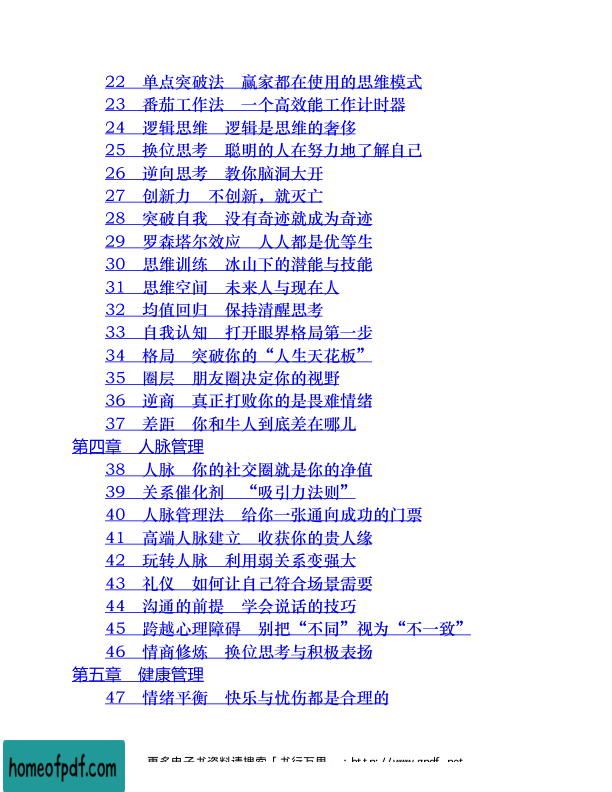 22　单点突破法　赢家都在使用的思维模式
23　番茄工作法　一个高效能工作计时器
24　逻辑思维　逻辑是思维的奢侈
25　换位思考　聪明的人在努力地了解自己
26　逆向思考　教你脑洞大开
27　创新力　不创新，就灭亡
28　突破自我　没有奇迹就成为奇迹
29　罗森塔尔效应　人人都是优等生
30　思维训练　冰山下的潜能与技能
31　思维空间　未来人与现在人
32　均值回归　保持清醒思考
33　自我认知　打开眼界格局第一步
34　格局　突破你的“人生天花板”
35　圈层　朋友圈决定你的视野
36　逆商　真正打败你的是畏难情绪
37　差距　你和牛人到底差在哪儿
第四章　人脉管理
38　人脉　你的社交圈就是你的净值
39　关系催化剂　“吸引力法则”
40　人脉管理法　给你一张通向成功的门票
41　高端人脉建立　收获你的贵人缘
42　玩转人脉　利用弱关系变强大
43　礼仪　如何让自己符合场景需要
44　沟通的前提　学会说话的技巧
45　跨越心理障碍　别把“不同”视为“不一致”
46　情商修炼　换位思考与积极表扬
第五章　健康管理
47　情绪平衡　快乐与忧伤都是合理的
更多电子书资料请搜索「书行万里
homeofpdf.com